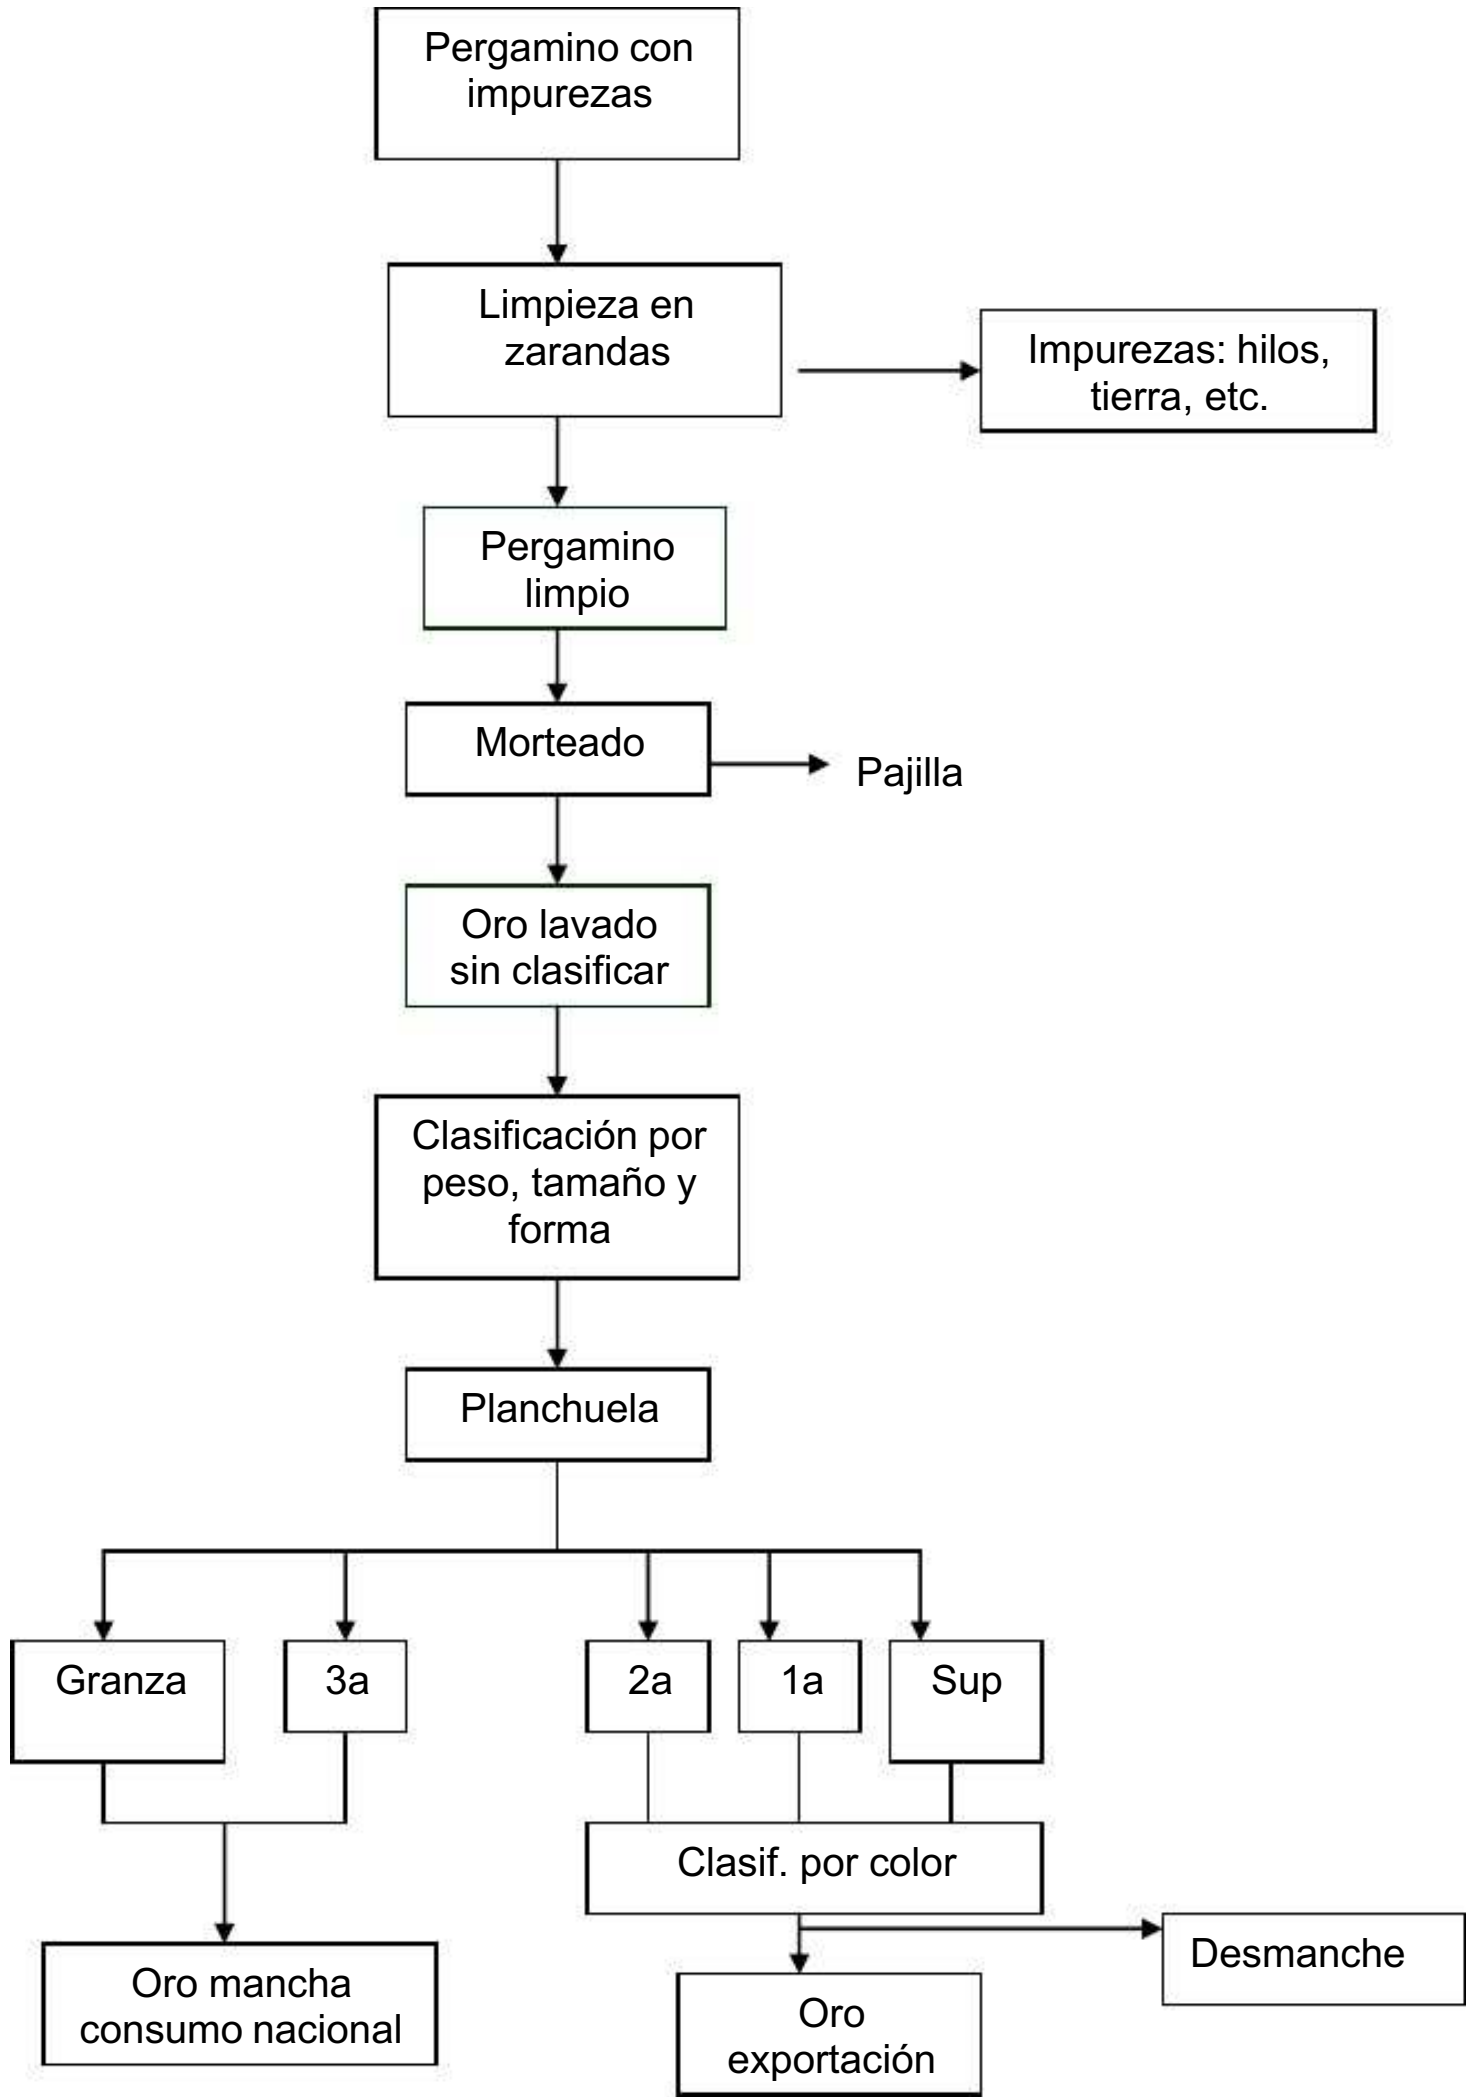 Pergamino con
impurezas
Limpieza en
zarandas
Impurezas: hilos,
tierra, etc.
Pergamino
limpio
Morteado
Pajilla
Oro lavado
sin clasificar
Clasificación por
peso, tamaño y
forma
Planchuela
Granza
3a
2a
1a
Sup
Clasif. por color
Desmanche
Oro mancha
consumo nacional
Oro
exportación